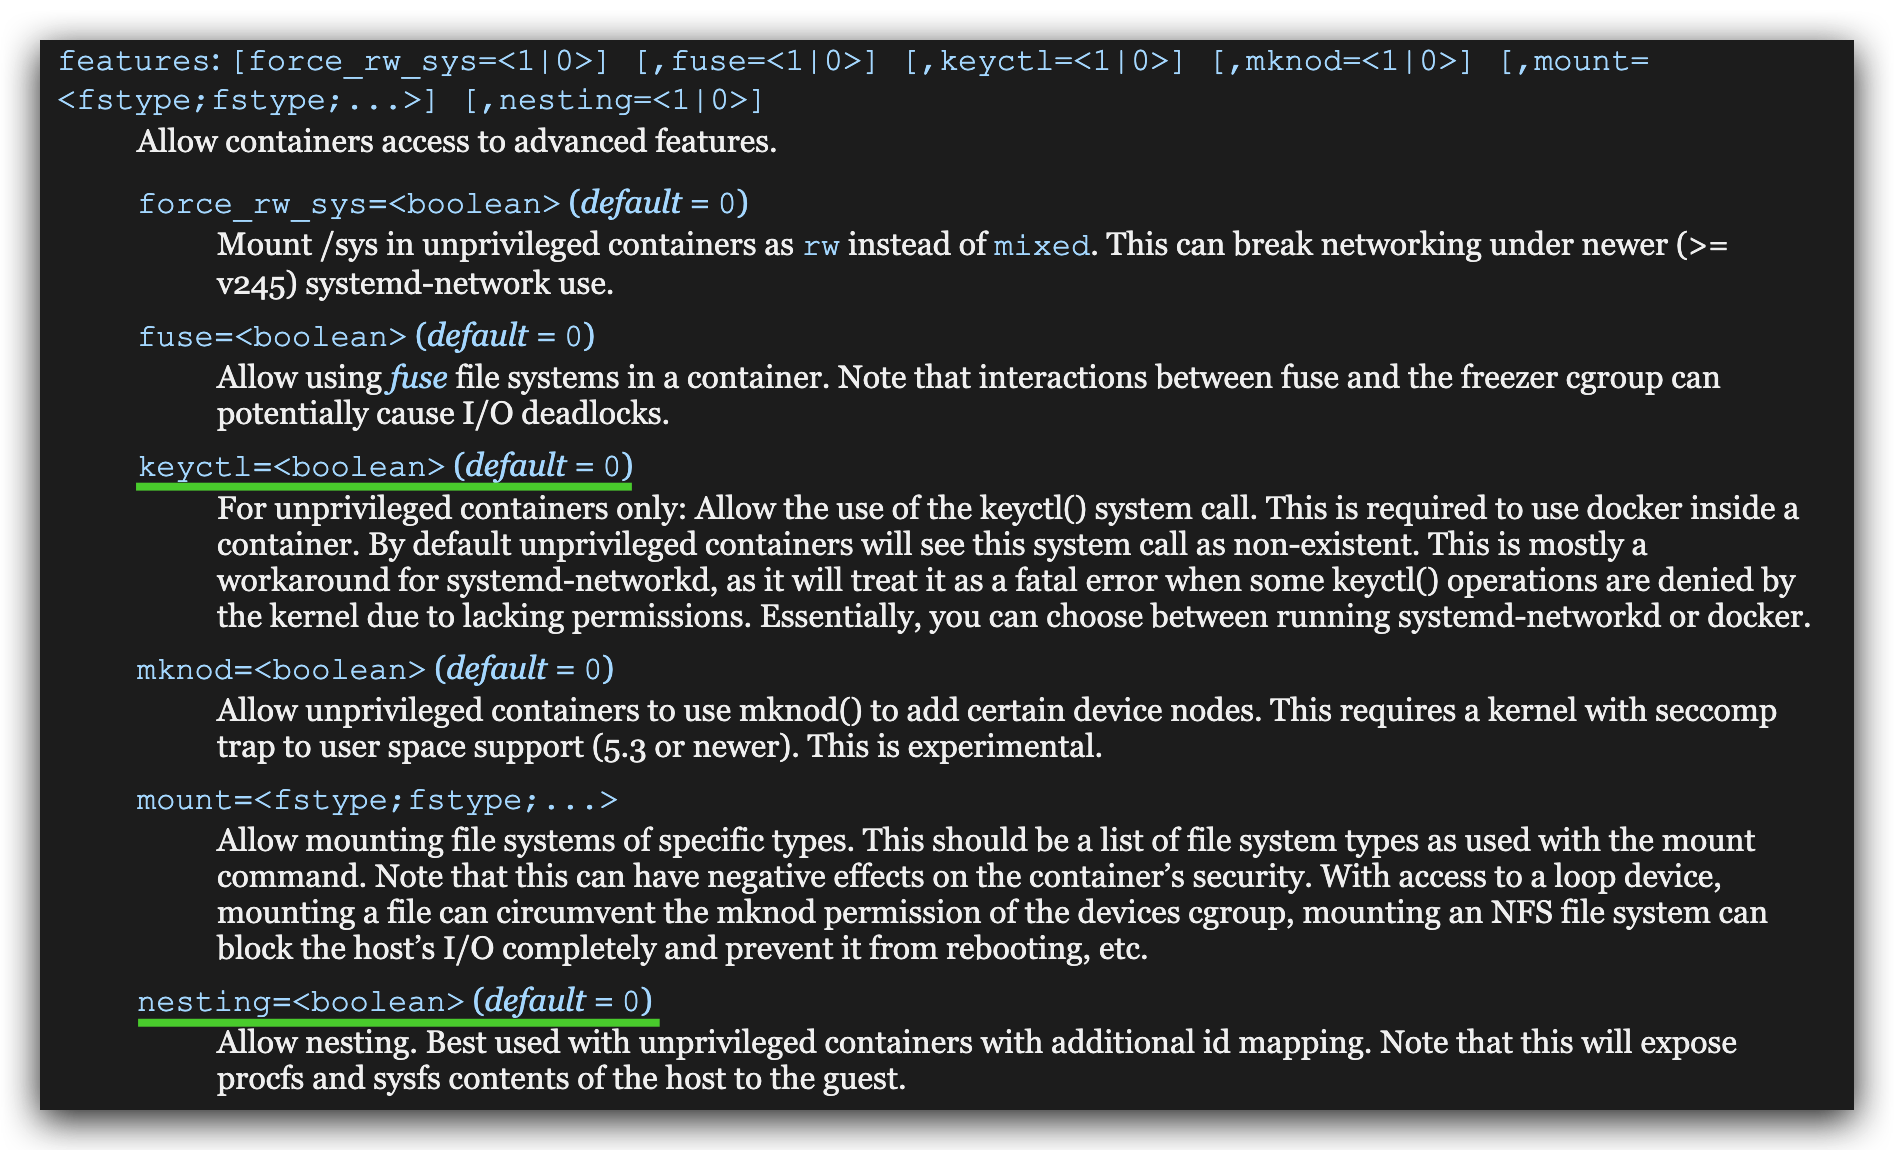 features: [force_rw_sys=<1|0>] [,fuse=<1|0>] [,keyctl=<1|0>] [,mknod=<1|0>] [,mount=
<fstype;fstype;...>] [,nesting=<1|0>]
Allow containers access to advanced features.
force_rw_sys=<boolean> (default = 0)
Mount /sys in unprivileged containers as rw instead of mixed. This can break networking under newer (>=
v245) systemd-network use.
fuse=<boolean> (default = 0)
Allow using fuse file systems in a container. Note that interactions between fuse and the freezer cgroup can
potentially cause I/O deadlocks.
keyctl=<boolean> (default = 0)
For unprivileged containers only: Allow the use of the keyctl() system call. This is required to use docker inside a
container. By default unprivileged containers will see this system call as non-existent. This is mostly a
workaround for systemd-networkd, as it will treat it as a fatal error when some keyctl() operations are denied by
the kernel due to lacking permissions. Essentially, you can choose between running systemd-networkd or docker.
mknod=<boolean> (default = 0)
Allow unprivileged containers to use mknod() to add certain device nodes. This requires a kernel with seccomp
trap to user space support (5.3 or newer). This is experimental.
mount=<fstype;fstype;...>
Allow mounting file systems of specific types. This should be a list of file system types as used with the mount
command. Note that this can have negative effects on the container’s security. With access to a loop device,
mounting a file can circumvent the mknod permission of the devices cgroup, mounting an NFS file system can
block the host’s I/O completely and prevent it from rebooting, etc.
nesting=<boolean> (default = 0)
Allow nesting. Best used with unprivileged containers with additional id mapping. Note that this will expose
procfs and sysfs contents of the host to the guest.